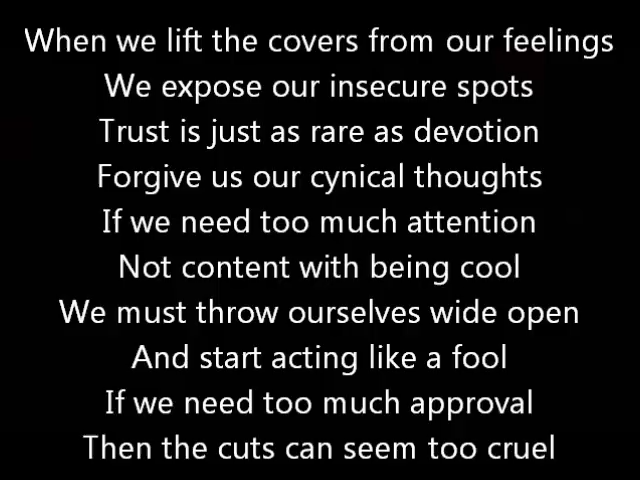 When we lift the covers from our feelings
We expose our insecure spots
Trust is just as rare as devotion
Forgive us our cynical thoughts
If we need too much attention
Not content with being cool
We must throw ourselves wide open
And start acting like a fool
If we need too much approval
Then the cuts can seem too cruel